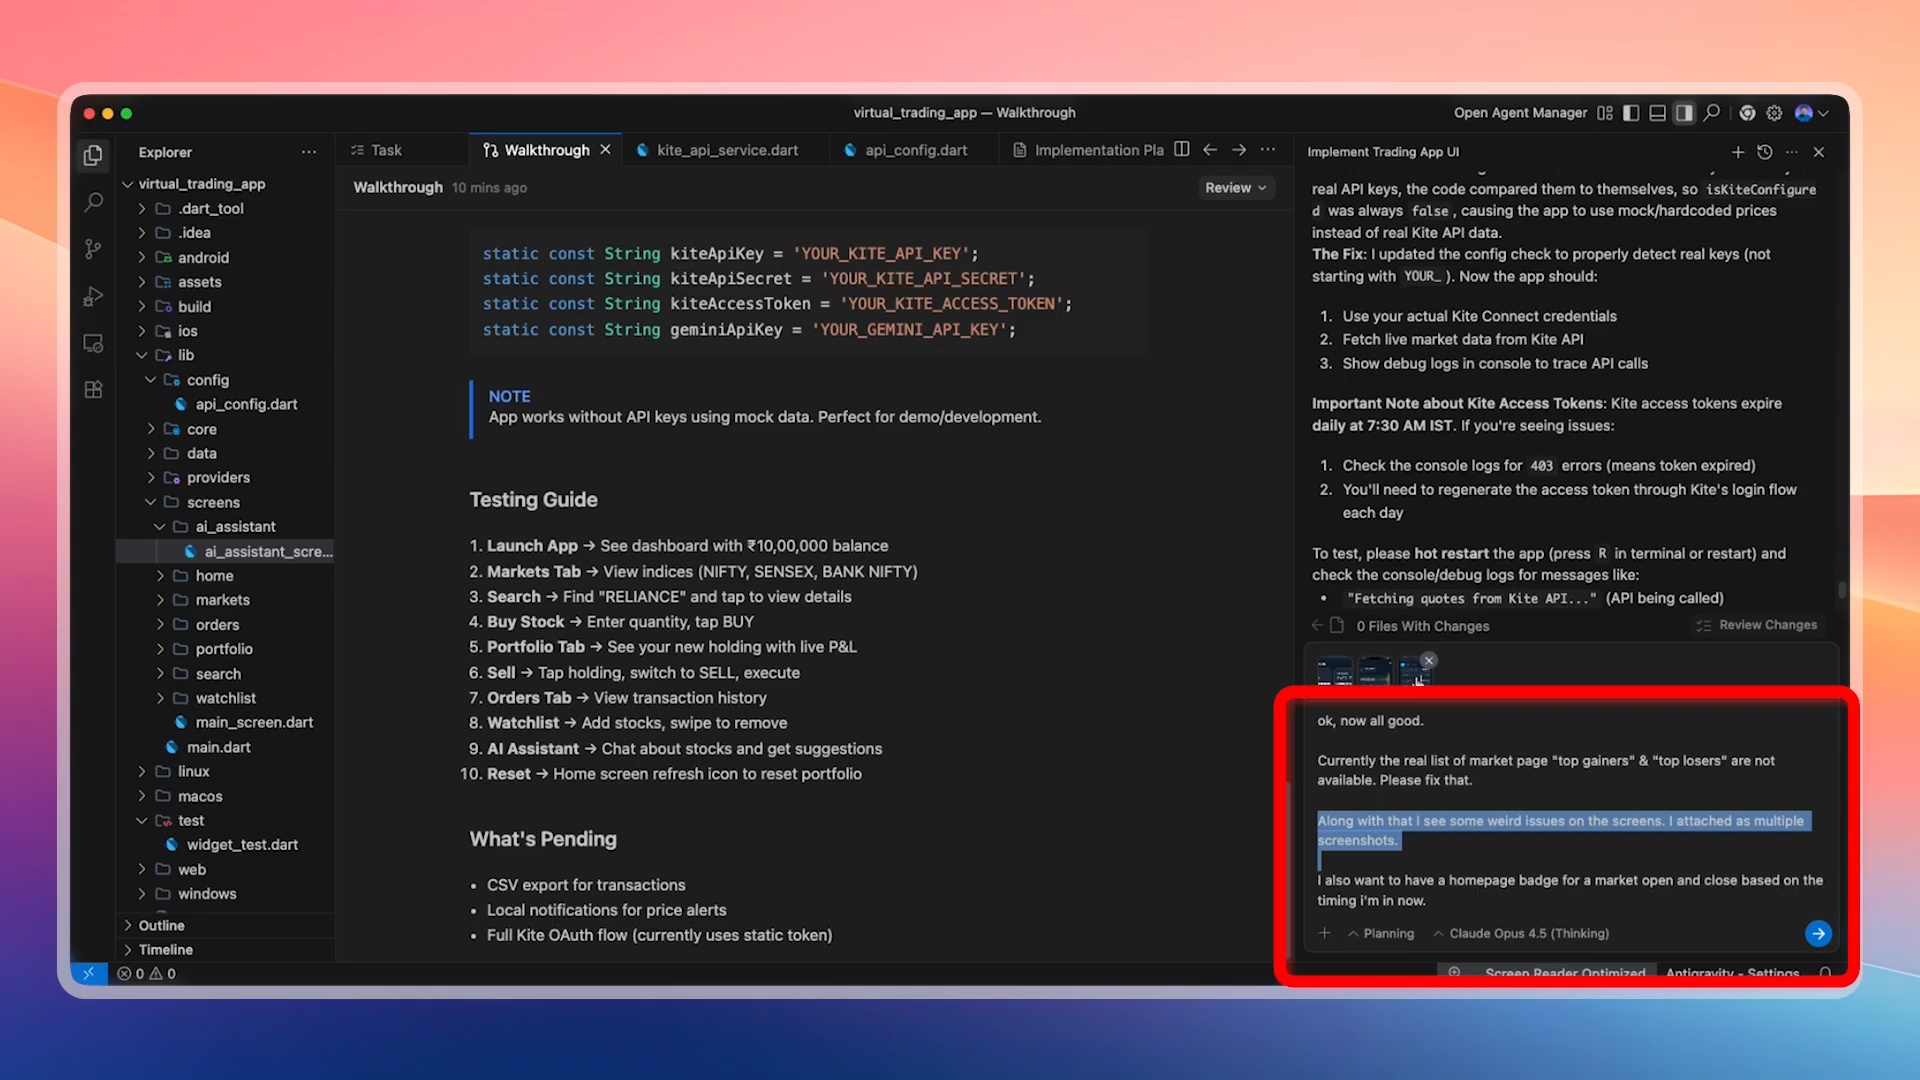 virtual_trading_app — Walkthrough
Open Agent Manager
Explorer
virtual_trading_app
.dart_tool
.idea
android
assets
build
ios
lib
config
api_config.dart
core
data
providers
screens
ai_assistant
ai_assistant_scre...
home
markets
orders
portfolio
search
watchlist
main_screen.dart
main.dart
linux
macos
test
widget_test.dart
web
windows
Outline
Timeline
0 0
Task
Walkthrough
kite_api_service.dart
api_config.dart
Implementation Pla
Walkthrough 10 mins ago
Review
static const String kiteApiKey = 'YOUR_KITE_API_KEY';
static const String kiteApiSecret = 'YOUR_KITE_API_SECRET';
static const String kiteAccessToken = 'YOUR_KITE_ACCESS_TOKEN';
static const String geminiApiKey = 'YOUR_GEMINI_API_KEY';
NOTE
App works without API keys using mock data. Perfect for demo/development.
Testing Guide
1. Launch App → See dashboard with ₹10,00,000 balance
2. Markets Tab → View indices (NIFTY, SENSEX, BANK NIFTY)
3. Search → Find "RELIANCE" and tap to view details
4. Buy Stock → Enter quantity, tap BUY
5. Portfolio Tab → See your new holding with live P&L
6. Sell → Tap holding, switch to SELL, execute
7. Orders Tab → View transaction history
8. Watchlist → Add stocks, swipe to remove
9. AI Assistant → Chat about stocks and get suggestions
10. Reset → Home screen refresh icon to reset portfolio
What's Pending
• CSV export for transactions
• Local notifications for price alerts
• Full Kite OAuth flow (currently uses static token)
Implement Trading App UI
real API keys, the code compared them to themselves, so isKiteConfigure
d was always false, causing the app to use mock/hardcoded prices
instead of real Kite API data.
The Fix: I updated the config check to properly detect real keys (not
starting with YOUR_ ). Now the app should:
1. Use your actual Kite Connect credentials
2. Fetch live market data from Kite API
3. Show debug logs in console to trace API calls
Important Note about Kite Access Tokens: Kite access tokens expire
daily at 7:30 AM IST. If you're seeing issues:
1. Check the console logs for 403 errors (means token expired)
2. You'll need to regenerate the access token through Kite's login flow
each day
To test, please hot restart the app (press R in terminal or restart) and
check the console/debug logs for messages like:
• "Fetching quotes from Kite API..." (API being called)
0 Files With Changes
Review Changes
ok, now all good.
Currently the real list of market page "top gainers" & "top losers" are not
available. Please fix that.
Along with that I see some weird issues on the screens. I attached as multiple
screenshots.
I also want to have a homepage badge for a market open and close based on the
timing i'm in now.
Planning
Claude Opus 4.5 (Thinking)
Screen Reader Optimized
Antigravity - Settings